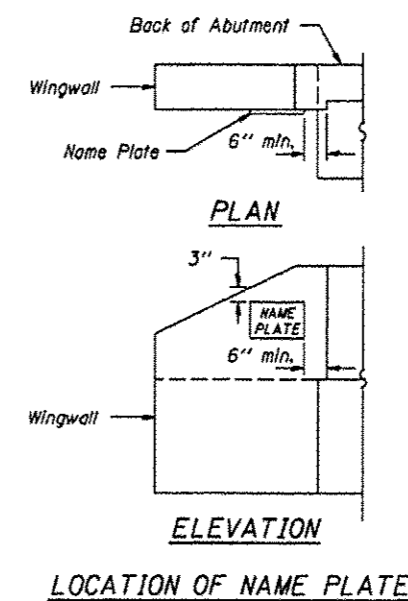 Back of Abutment
Wingwall
Name Plate
6" min.
PLAN
3"
NAME
PLATE
6" min.
Wingwall
ELEVATION
LOCATION OF NAME PLATE